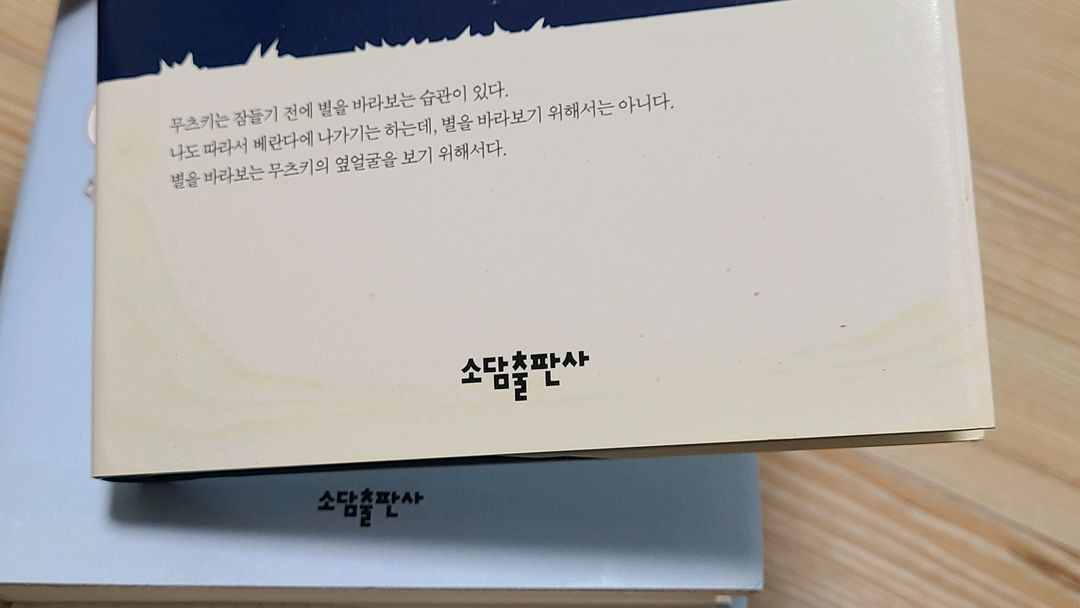 무츠키는 잠들기 전에 별을 바라보는 습관이 있다.
나도 따라서 베란다에 나가기는 하는데, 별을 바라보기 위해서는 아니다.
별을 바라보는 무츠키의 옆얼굴을 보기 위해서다.
소담출판사
소담출판사